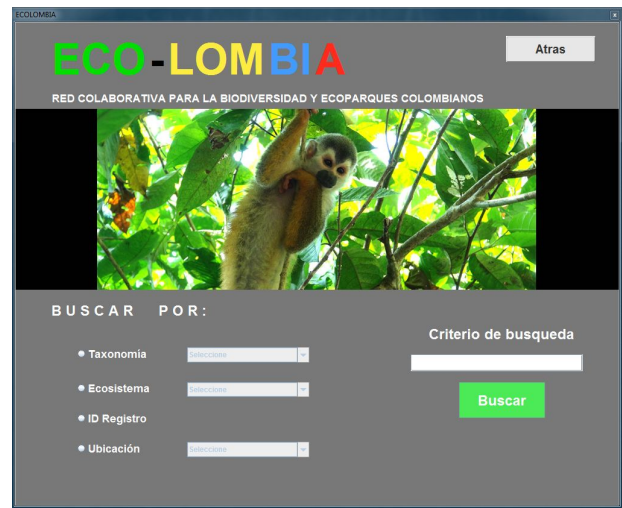 ECOLOMBIA
x
ECO-LOMBIA
Atras
RED COLABORATIVA PARA LA BIODIVERSIDAD Y ECOPARQUES COLOMBIANOS
BUSCAR POR:
Criterio de busqueda
Taxonomia Seleccione
Ecosistema Seleccione
Buscar
ID Registro
Ubicación Seleccione